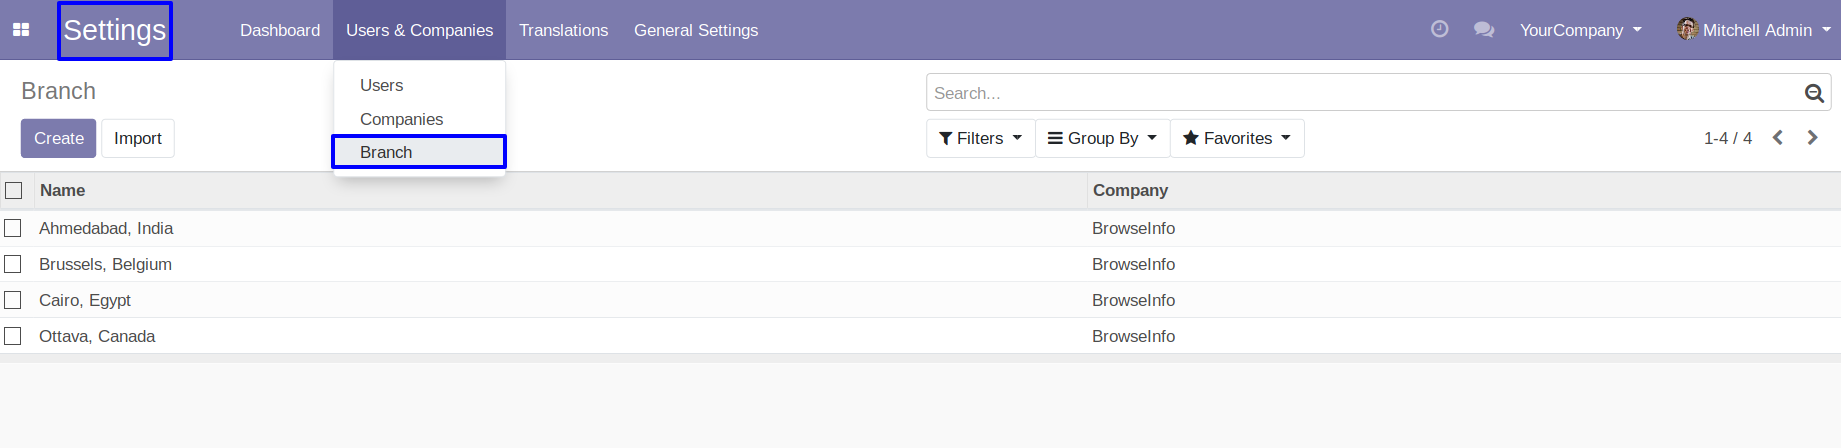 Settings Dashboard Users & Companies Translations General Settings YourCompany Mitchell Admin
Users
Companies
Branch
Branch
Create Import
Search...
Filters Group By Favorites 1-4 / 4
Name Company
Ahmedabad, India BrowseInfo
Brussels, Belgium BrowseInfo
Cairo, Egypt BrowseInfo
Ottava, Canada BrowseInfo